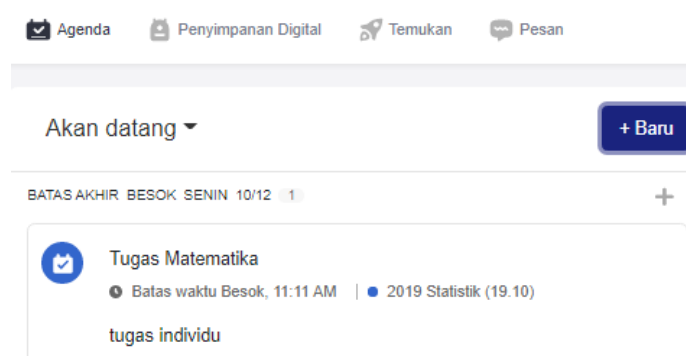 Agenda Penyimpanan Digital Temukan Pesan
Akan datang + Baru
BATAS AKHIR BESOK SENIN 10/12 1
Tugas Matematika
Batas waktu Besok, 11:11 AM | 2019 Statistik (19.10)
tugas individu